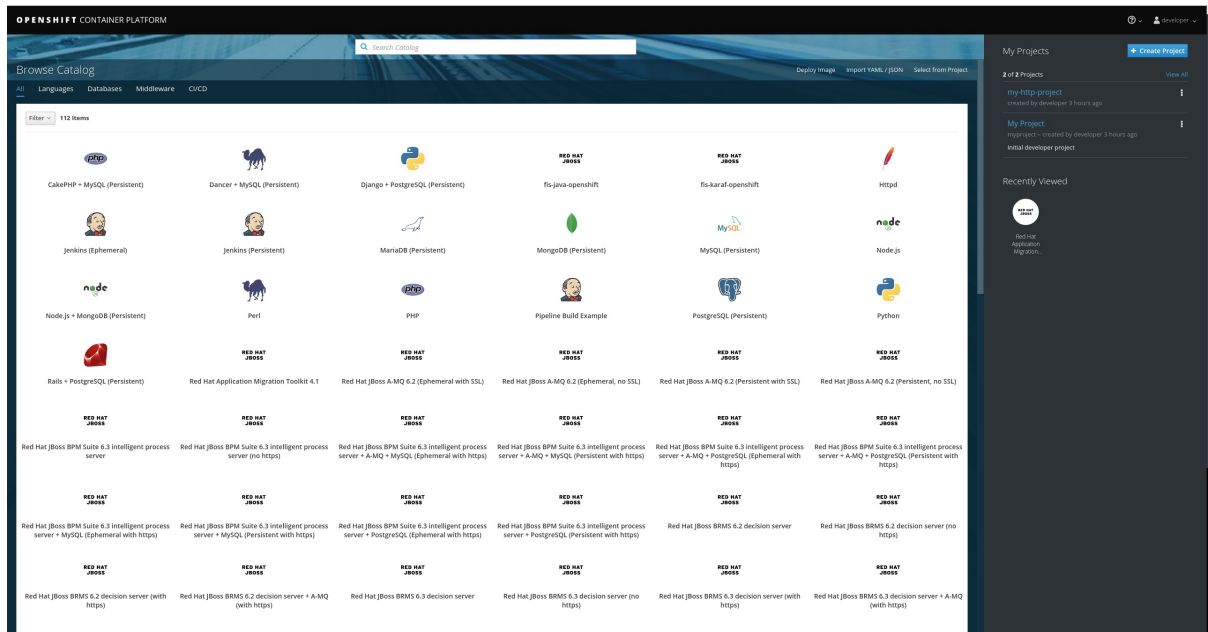 OPENSHIFT CONTAINER PLATFORM
developer
Search Catalog
Browse Catalog
Deploy Image Import YAML / JSON Select from Project
All Languages Databases Middleware CI/CD
Filter 112 Items
php
RED HAT JBOSS
RED HAT JBOSS
CakePHP + MySQL (Persistent)
Dancer + MySQL (Persistent)
Django + PostgreSQL (Persistent)
fis-java-openshift
fis-karaf-openshift
Httpd
MySQL
node
Jenkins (Ephemeral)
Jenkins (Persistent)
MariaDB (Persistent)
MongoDB (Persistent)
MySQL (Persistent)
Node.js
node
php
Node.js + MongoDB (Persistent)
Perl
PHP
Pipeline Build Example
PostgreSQL (Persistent)
Python
RED HAT JBOSS
RED HAT JBOSS
RED HAT JBOSS
RED HAT JBOSS
RED HAT JBOSS
Rails + PostgreSQL (Persistent)
Red Hat Application Migration Toolkit 4.1
Red Hat JBoss A-MQ 6.2 (Ephemeral with SSL)
Red Hat JBoss A-MQ 6.2 (Ephemeral, no SSL)
Red Hat JBoss A-MQ 6.2 (Persistent with SSL)
Red Hat JBoss A-MQ 6.2 (Persistent, no SSL)
RED HAT JBOSS
RED HAT JBOSS
RED HAT JBOSS
RED HAT JBOSS
RED HAT JBOSS
RED HAT JBOSS
Red Hat JBoss BPM Suite 6.3 intelligent process
server
Red Hat JBoss BPM Suite 6.3 intelligent process
server (no https)
Red Hat JBoss BPM Suite 6.3 intelligent process
server + A-MQ + MySQL (Ephemeral with https)
Red Hat JBoss BPM Suite 6.3 intelligent process
server + A-MQ + MySQL (Persistent with https)
Red Hat JBoss BPM Suite 6.3 intelligent process
server + A-MQ + PostgreSQL (Ephemeral with
https)
Red Hat JBoss BPM Suite 6.3 intelligent process
server + A-MQ + PostgreSQL (Persistent with
https)
RED HAT JBOSS
RED HAT JBOSS
RED HAT JBOSS
RED HAT JBOSS
RED HAT JBOSS
RED HAT JBOSS
Red Hat JBoss BPM Suite 6.3 intelligent process
server + MySQL (Ephemeral with https)
Red Hat JBoss BPM Suite 6.3 intelligent process
server + MySQL (Persistent with https)
Red Hat JBoss BPM Suite 6.3 intelligent process
server + PostgreSQL (Ephemeral with https)
Red Hat JBoss BPM Suite 6.3 intelligent process
server + PostgreSQL (Persistent with https)
Red Hat JBoss BRMS 6.2 decision server
Red Hat JBoss BRMS 6.2 decision server (no
https)
RED HAT JBOSS
RED HAT JBOSS
RED HAT JBOSS
RED HAT JBOSS
RED HAT JBOSS
RED HAT JBOSS
Red Hat JBoss BRMS 6.2 decision server (with
https)
Red Hat JBoss BRMS 6.2 decision server + A-MQ
(with https)
Red Hat JBoss BRMS 6.3 decision server
Red Hat JBoss BRMS 6.3 decision server (no
https)
Red Hat JBoss BRMS 6.3 decision server (with
https)
Red Hat JBoss BRMS 6.3 decision server + A-MQ
(with https)
My Projects + Create Project
2 of 2 Projects View All
my-http-project
created by developer 3 hours ago
My Project
myproject – created by developer 3 hours ago
Initial developer project
Recently Viewed
RED HAT JBOSS
Red Hat
Application
Migration...